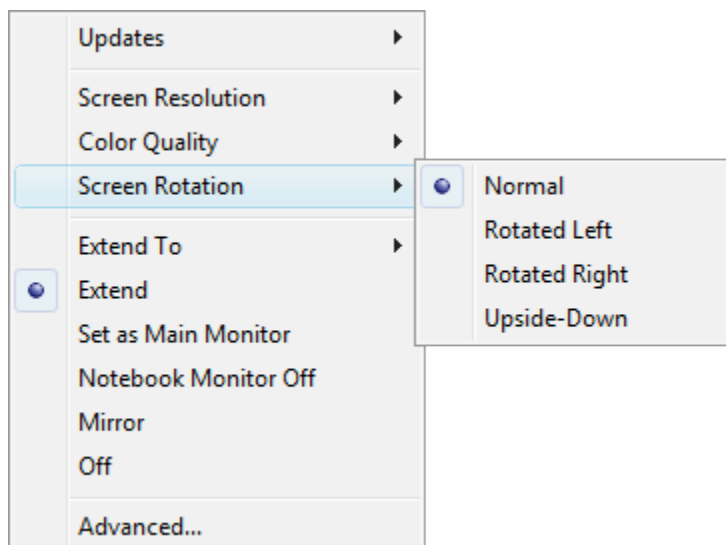 Updates
Screen Resolution
Color Quality
Screen Rotation
Normal
Rotated Left
Rotated Right
Upside-Down
Extend To
Extend
Set as Main Monitor
Notebook Monitor Off
Mirror
Off
Advanced...